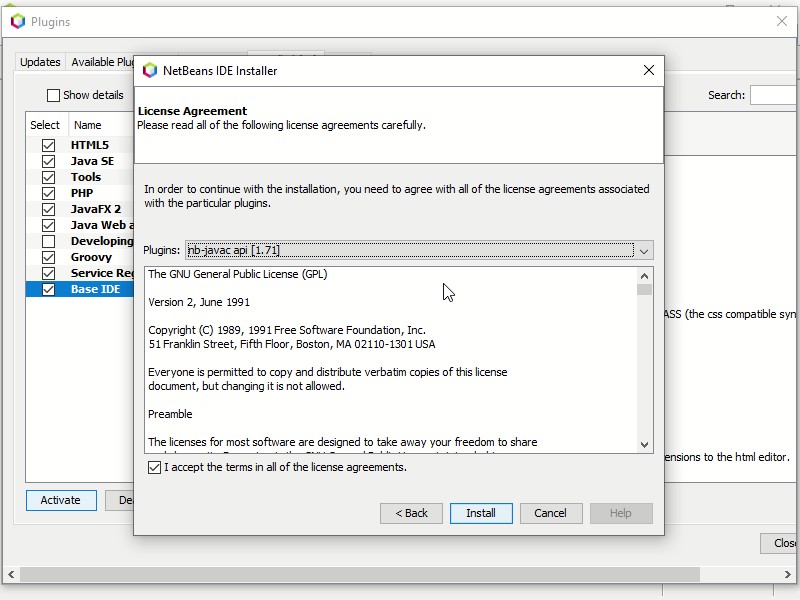 Plugins
Updates
Available Plug
Show details
Search:
Select
Name
HTML5
Java SE
Tools
PHP
JavaFX 2
Java Web a
Developing
Groovy
Service Reg
Base IDE
ASS (the css compatible syn
ensions to the html editor.
Activate
Dea
Close
NetBeans IDE Installer
License Agreement
Please read all of the following license agreements carefully.
In order to continue with the installation, you need to agree with all of the license agreements associated
with the particular plugins.
Plugins:
nb-javac api [1.71]
The GNU General Public License (GPL)
Version 2, June 1991
Copyright (C) 1989, 1991 Free Software Foundation, Inc.
51 Franklin Street, Fifth Floor, Boston, MA 02110-1301 USA
Everyone is permitted to copy and distribute verbatim copies of this license
document, but changing it is not allowed.
Preamble
The licenses for most software are designed to take away your freedom to share
I accept the terms in all of the license agreements.
< Back
Install
Cancel
Help